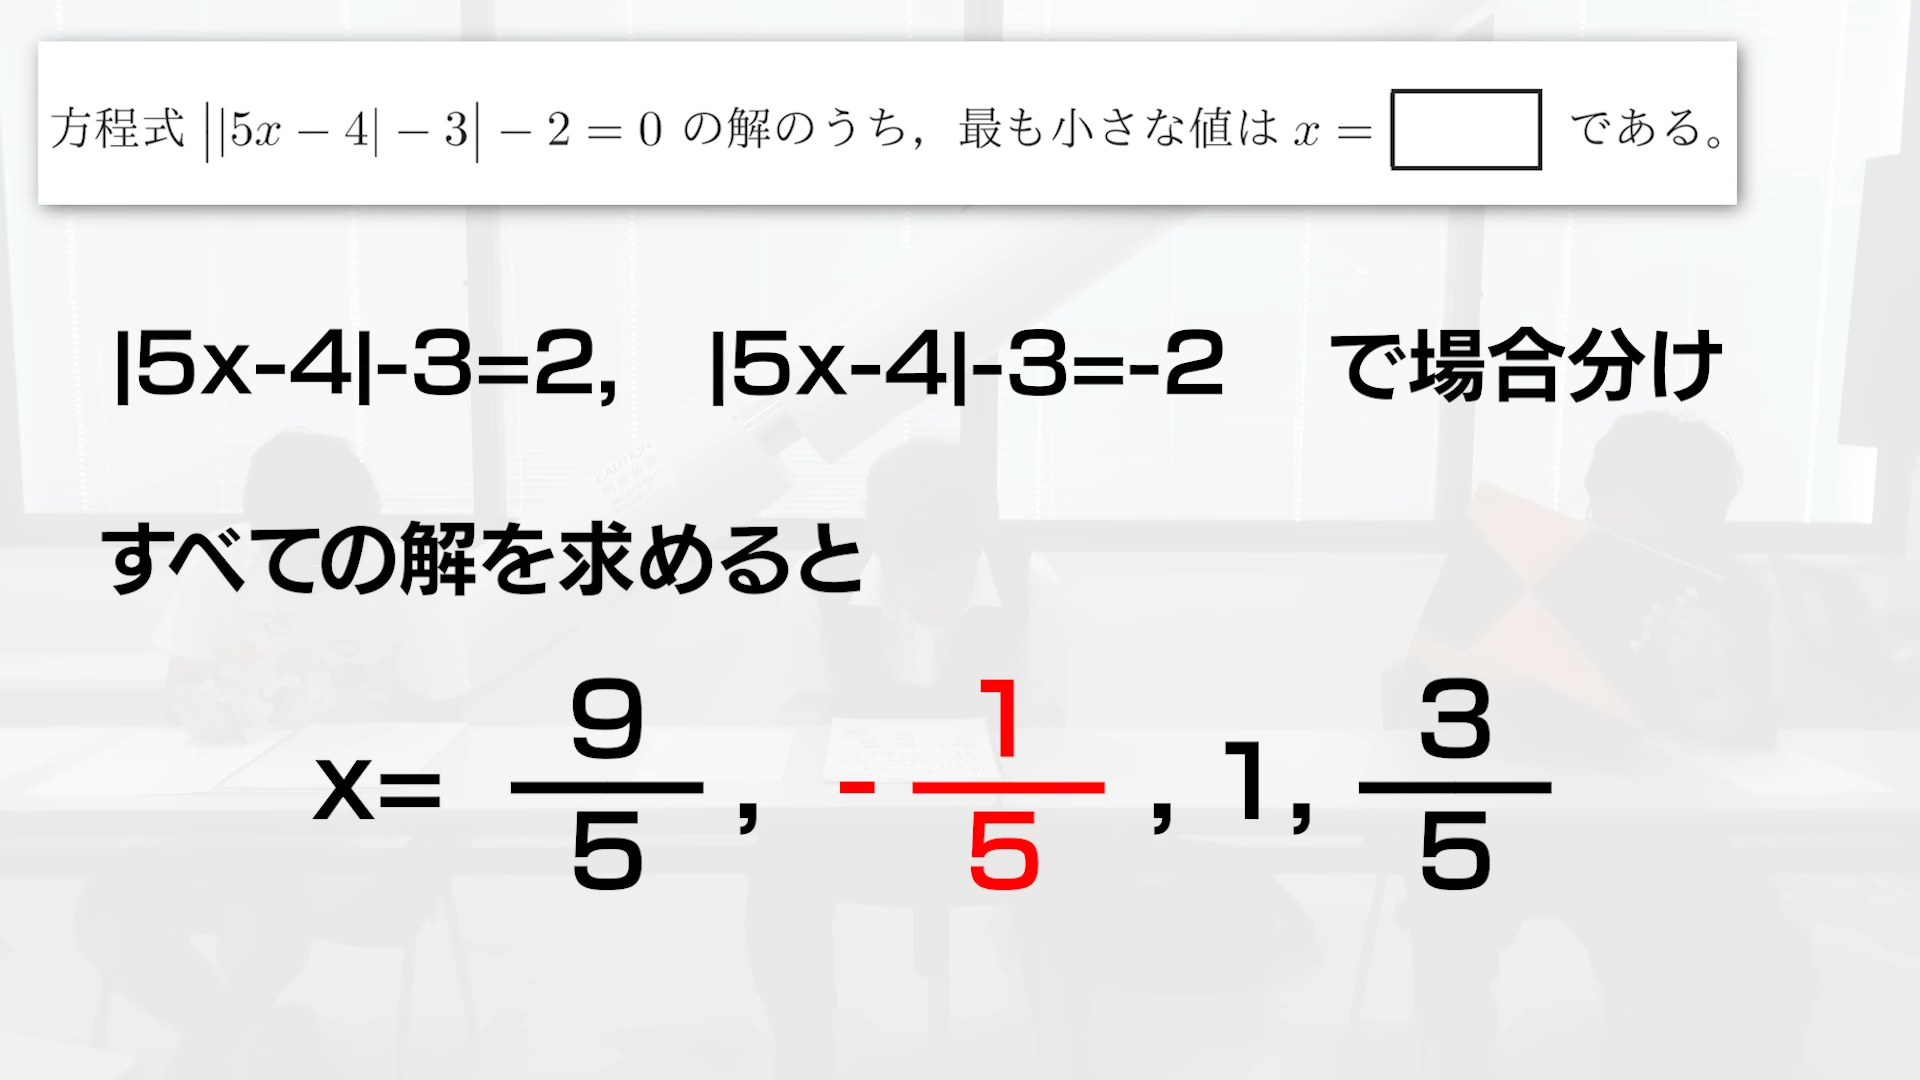 方程式 ||5x − 4| − 3| − 2 = 0 の解のうち，最も小さな値は x = である。
|5x-4|-3=2, |5x-4|-3=-2 で場合分け
CAUTION
すべての解を求めると
x= 9/5 , -1/5 , 1, 3/5